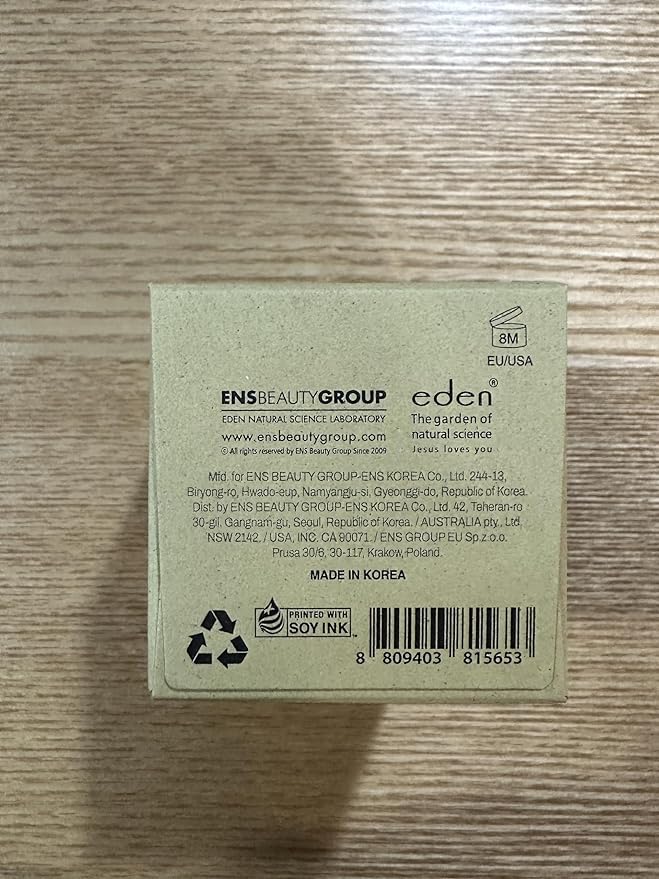 8M
EU/USA
ENSBEAUTYGROUP
EDEN NATURAL SCIENCE LABORATORY
www.ensbeautygroup.com
ⓒ All rights reserved by ENS Beauty Group Since 2009
eden®
The garden of
natural science
Jesus loves you
Mfd. for ENS BEAUTY GROUP-ENS KOREA Co., Ltd. 244-13,
Biryong-ro, Hwado-eup, Namyangju-si, Gyeonggi-do, Republic of Korea.
Dist. by ENS BEAUTY GROUP-ENS KOREA Co., Ltd. 42, Teheran-ro
30-gil, Gangnam-gu, Seoul, Republic of Korea. / AUSTRALIA pty., Ltd,
NSW 2142, / USA, INC. CA 90071. / ENS GROUP EU Sp.z o.o.
Prusa 30/6, 30-117, Krakow, Poland.
MADE IN KOREA
PRINTED WITH
SOY INK™
8 809403 815653